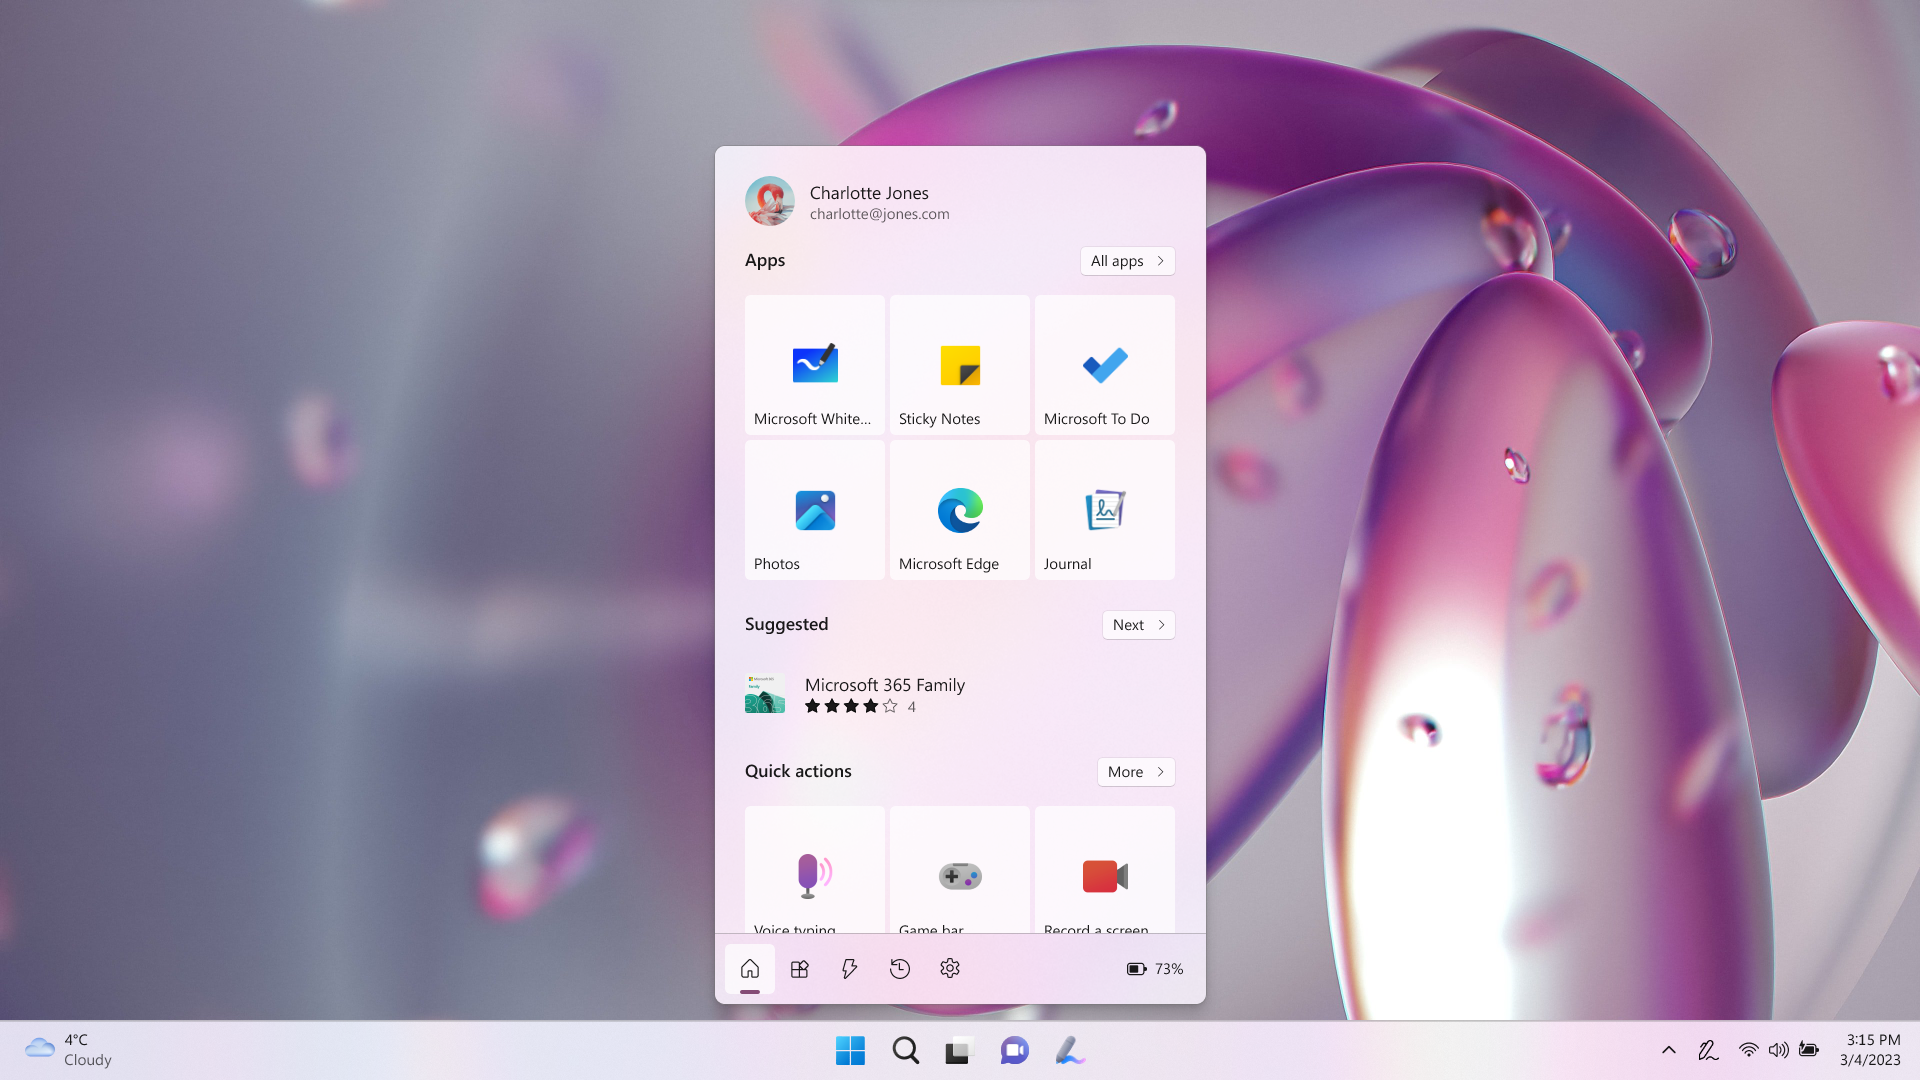 Charlotte Jones
charlotte@jones.com
Apps
All apps
Microsoft White...
Sticky Notes
Microsoft To Do
Photos
Microsoft Edge
Journal
Suggested
Next
Microsoft 365 Family
4
Quick actions
More
Voice typing
Game bar
Record a screen
73%
4°C
Cloudy
3:15 PM
3/4/2023